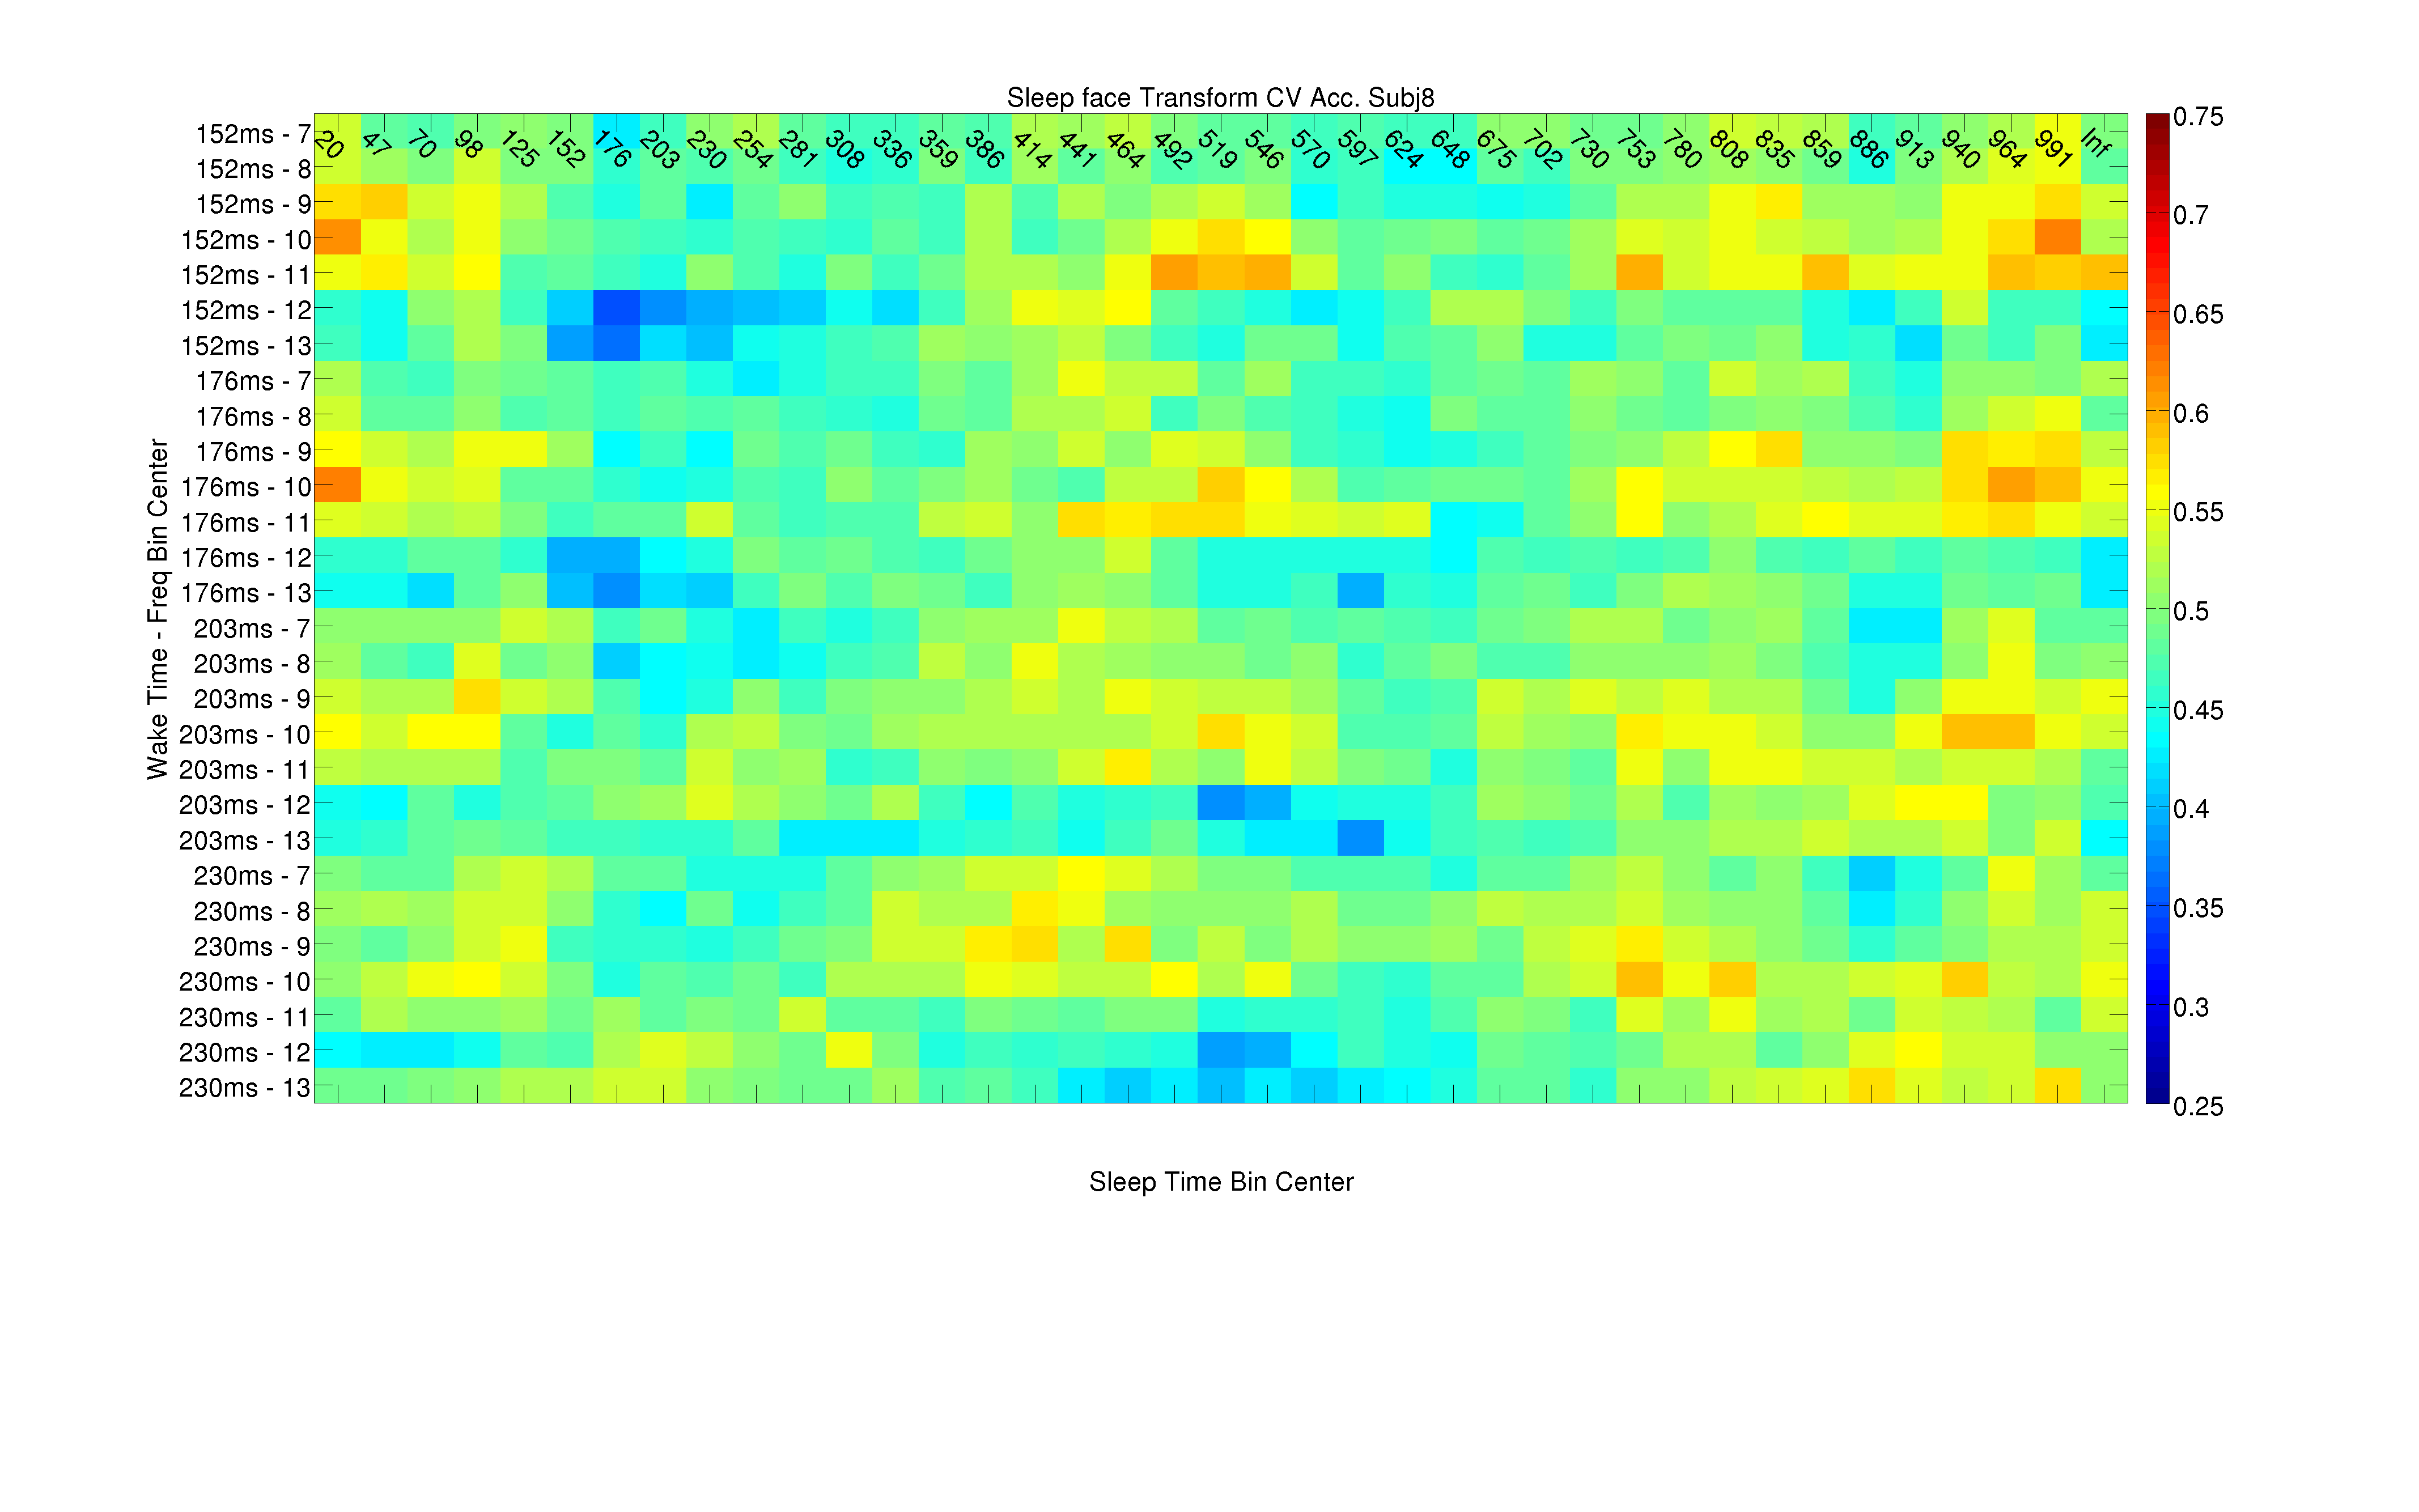 Sleep face Transform CV Acc. Subj8
20 47 70 98 125 152 176 203 230 254 281 308 336 359 386 414 441 464 492 519 546 570 597 624 648 675 702 730 753 780 808 835 859 886 913 940 964 991 Inf
152ms - 7
152ms - 8
152ms - 9
152ms - 10
152ms - 11
152ms - 12
152ms - 13
176ms - 7
176ms - 8
176ms - 9
176ms - 10
176ms - 11
176ms - 12
176ms - 13
203ms - 7
203ms - 8
203ms - 9
203ms - 10
203ms - 11
203ms - 12
203ms - 13
230ms - 7
230ms - 8
230ms - 9
230ms - 10
230ms - 11
230ms - 12
230ms - 13
Wake Time - Freq Bin Center
0.75
0.7
0.65
0.6
0.55
0.5
0.45
0.4
0.35
0.3
0.25
Sleep Time Bin Center